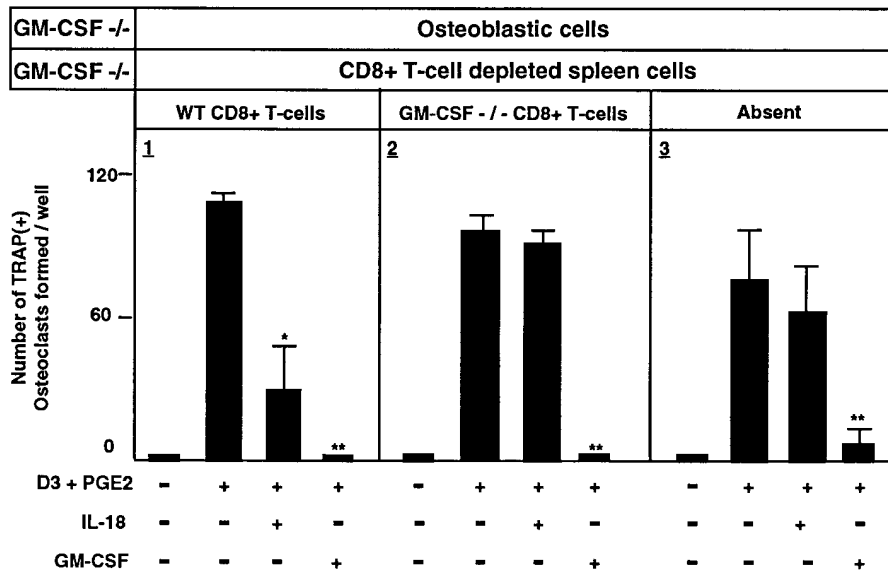 GM-CSF -/- Osteoblastic cells
GM-CSF -/- CD8+ T-cell depleted spleen cells
WT CD8+ T-cells GM-CSF - / - CD8+ T-cells Absent
1 2 3
Number of TRAP(+)
Osteoclasts formed / well
120
60
0
* ** ** **
D3 + PGE2 - + + + - + + + - + + +
IL-18 - - + - - - + - - - + -
GM-CSF - - - + - - - + - - - +